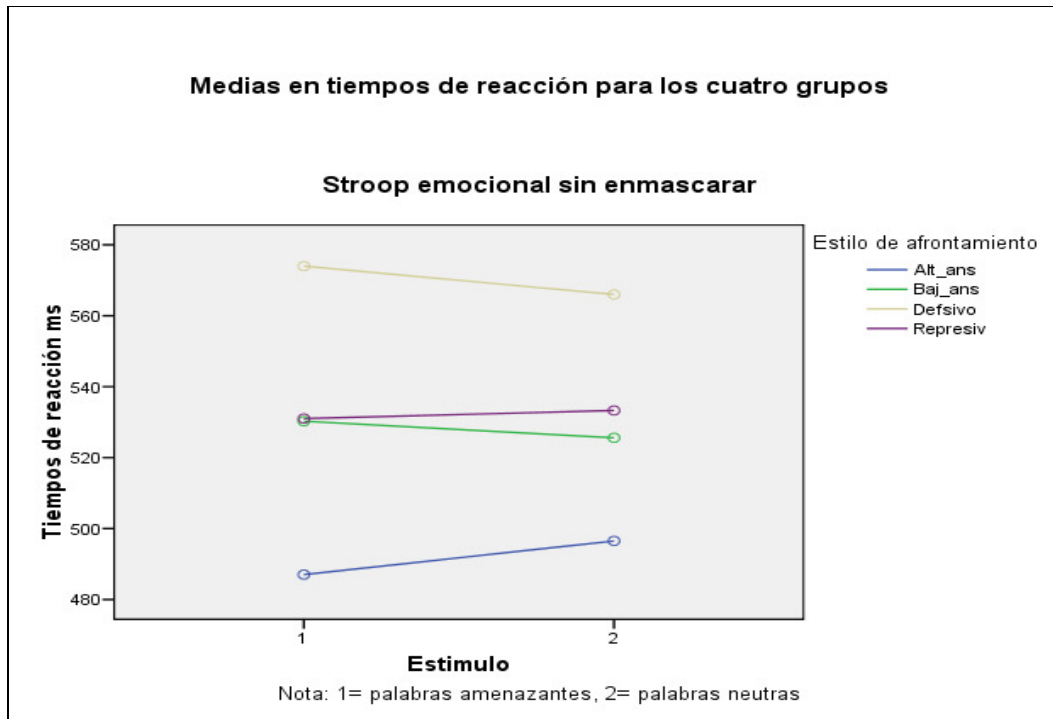 Medias en tiempos de reacción para los cuatro grupos
Stroop emocional sin enmascarar
Tiempos de reacción ms
580
560
540
520
500
480
1
2
Estimulo
Nota: 1= palabras amenazantes, 2= palabras neutras
Estilo de afrontamiento
Alt_ans
Baj_ans
Defsivo
Represiv